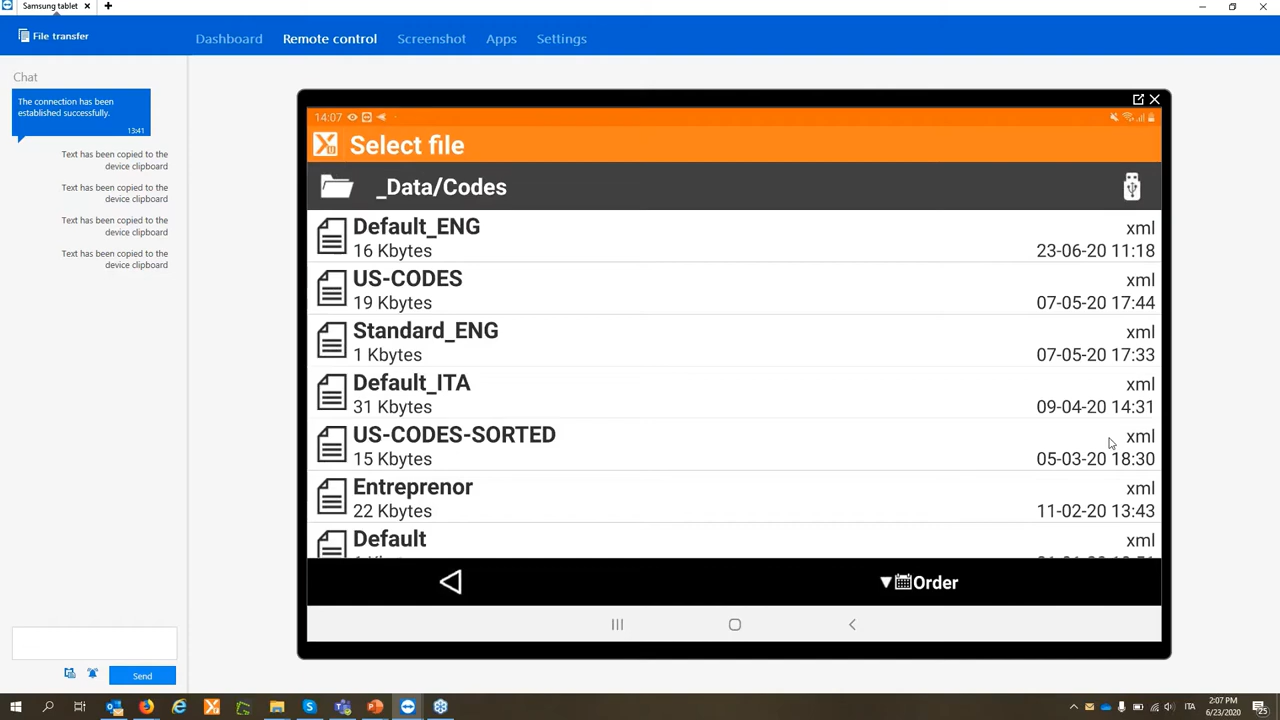 Samsung tablet
File transfer
Dashboard
Remote control
Screenshot
Apps
Settings
Chat
The connection has been
established successfully.
13:41
Text has been copied to the
device clipboard
Text has been copied to the
device clipboard
Text has been copied to the
device clipboard
Text has been copied to the
device clipboard
Send
14:07
Select file
_Data/Codes
Default_ENG xml
16 Kbytes 23-06-20 11:18
US-CODES xml
19 Kbytes 07-05-20 17:44
Standard_ENG xml
1 Kbytes 07-05-20 17:33
Default_ITA xml
31 Kbytes 09-04-20 14:31
US-CODES-SORTED xml
15 Kbytes 05-03-20 18:30
Entreprenor xml
22 Kbytes 11-02-20 13:43
Default xml
Order
ITA
2:07 PM
6/23/2020